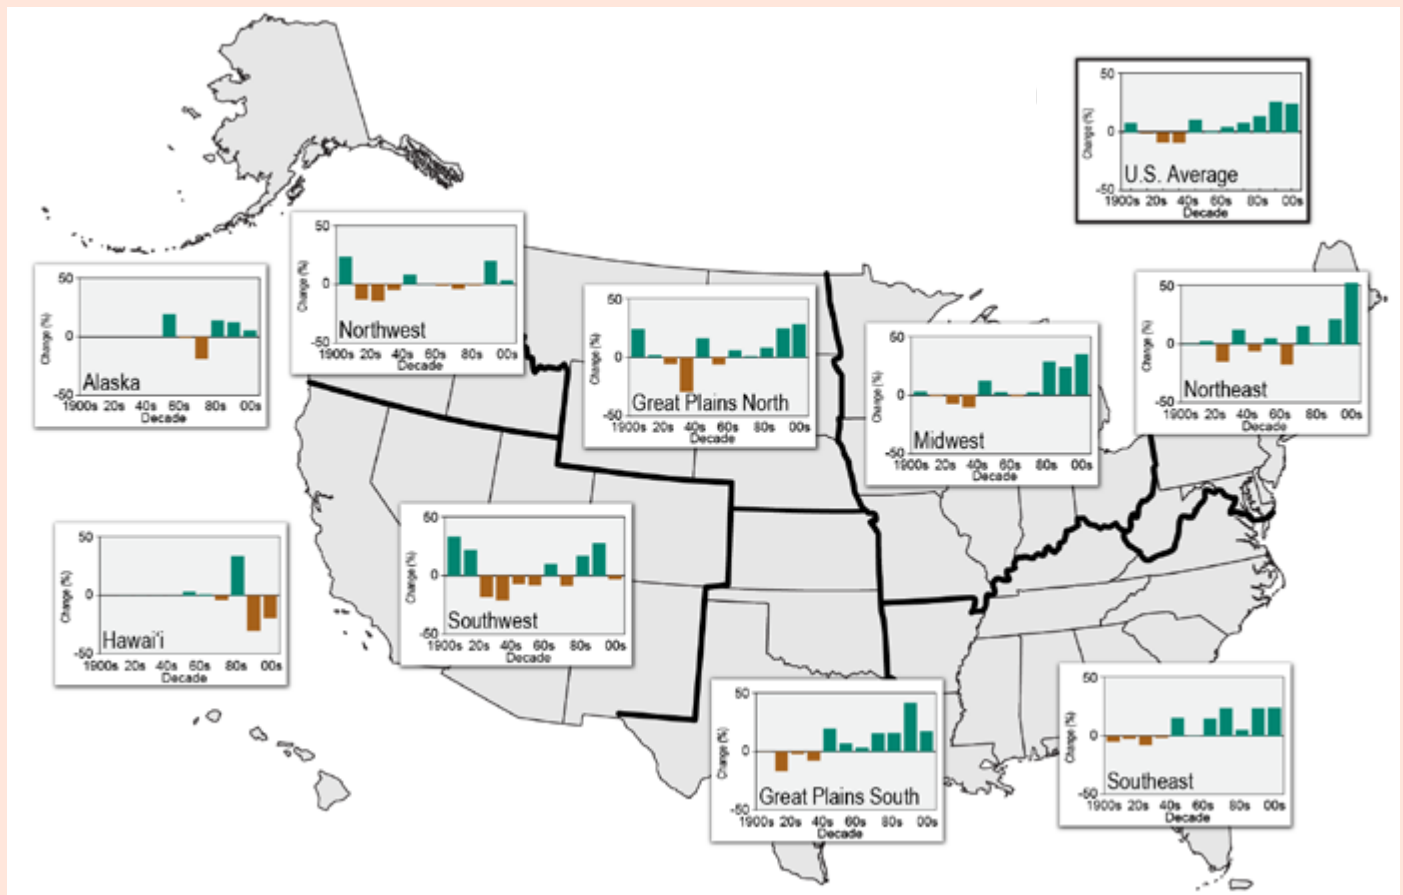 50
Change (%)
0
U.S. Average
-50
1900s 20s 40s 60s 80s 00s
Decade
50
Change (%)
0
Northwest
-50
1900s 20s 40s 60s 80s 00s
Decade
50
Change (%)
0
Alaska
-50
1900s 20s 40s 60s 80s 00s
Decade
50
Change (%)
0
Great Plains North
-50
1900s 20s 40s 60s 80s 00s
Decade
50
Change (%)
0
Midwest
-50
1900s 20s 40s 60s 80s 00s
Decade
50
Change (%)
0
Northeast
-50
1900s 20s 40s 60s 80s 00s
Decade
50
Change (%)
0
Hawai'i
-50
1900s 20s 40s 60s 80s 00s
Decade
50
Change (%)
0
Southwest
-50
1900s 20s 40s 60s 80s 00s
Decade
50
Change (%)
0
Great Plains South
-50
1900s 20s 40s 60s 80s 00s
Decade
50
Change (%)
0
Southeast
-50
1900s 20s 40s 60s 80s 00s
Decade